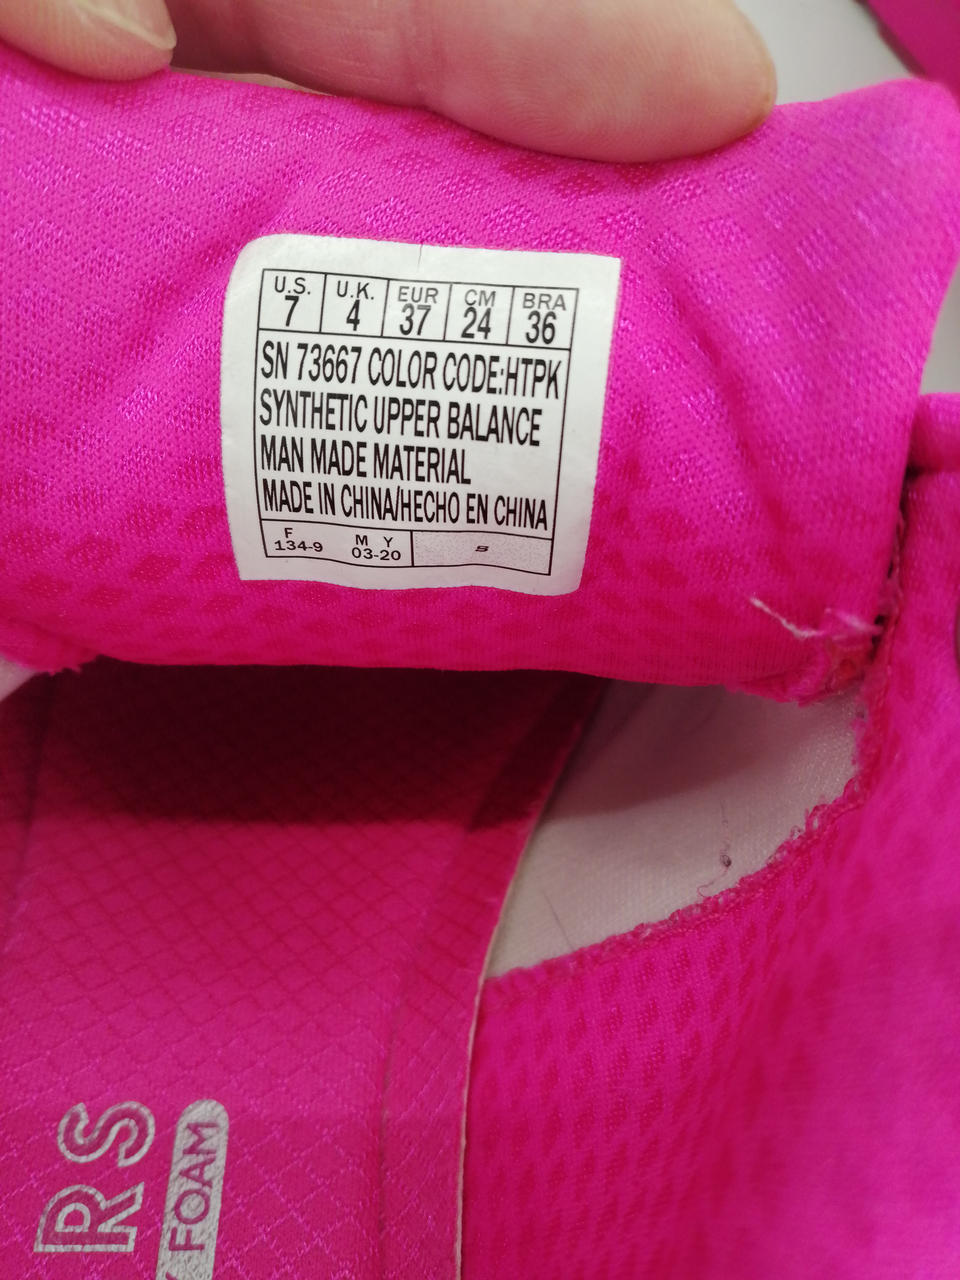 U.S. U.K. EUR CM BRA
7 4 37 24 36
SN 73667 COLOR CODE:HTPK
SYNTHETIC UPPER BALANCE
MAN MADE MATERIAL
MADE IN CHINA/HECHO EN CHINA
F M Y
134-9 03-20 S
RS
Y FOAM